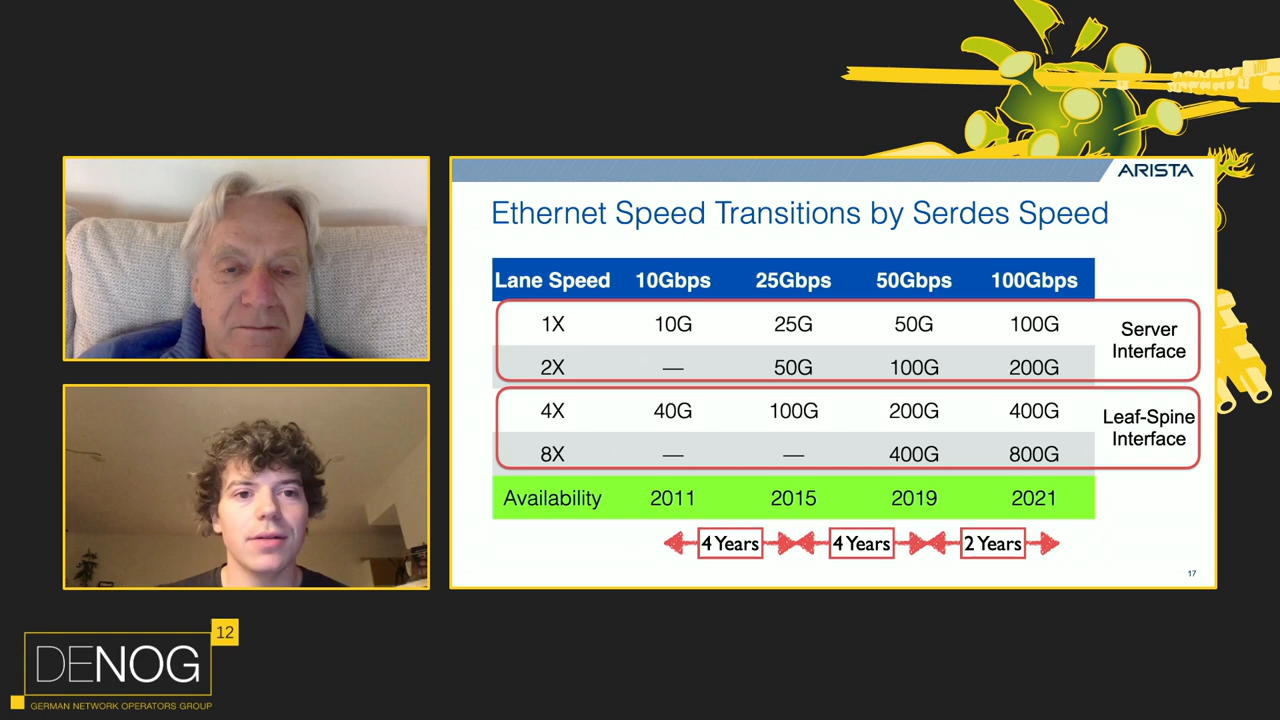 ARISTA
Ethernet Speed Transitions by Serdes Speed
Lane Speed 10Gbps 25Gbps 50Gbps 100Gbps
1X 10G 25G 50G 100G
2X — 50G 100G 200G
Server
Interface
4X 40G 100G 200G 400G
8X — — 400G 800G
Leaf-Spine
Interface
Availability 2011 2015 2019 2021
4 Years 4 Years 2 Years
17
12
DENOG
GERMAN NETWORK OPERATORS GROUP